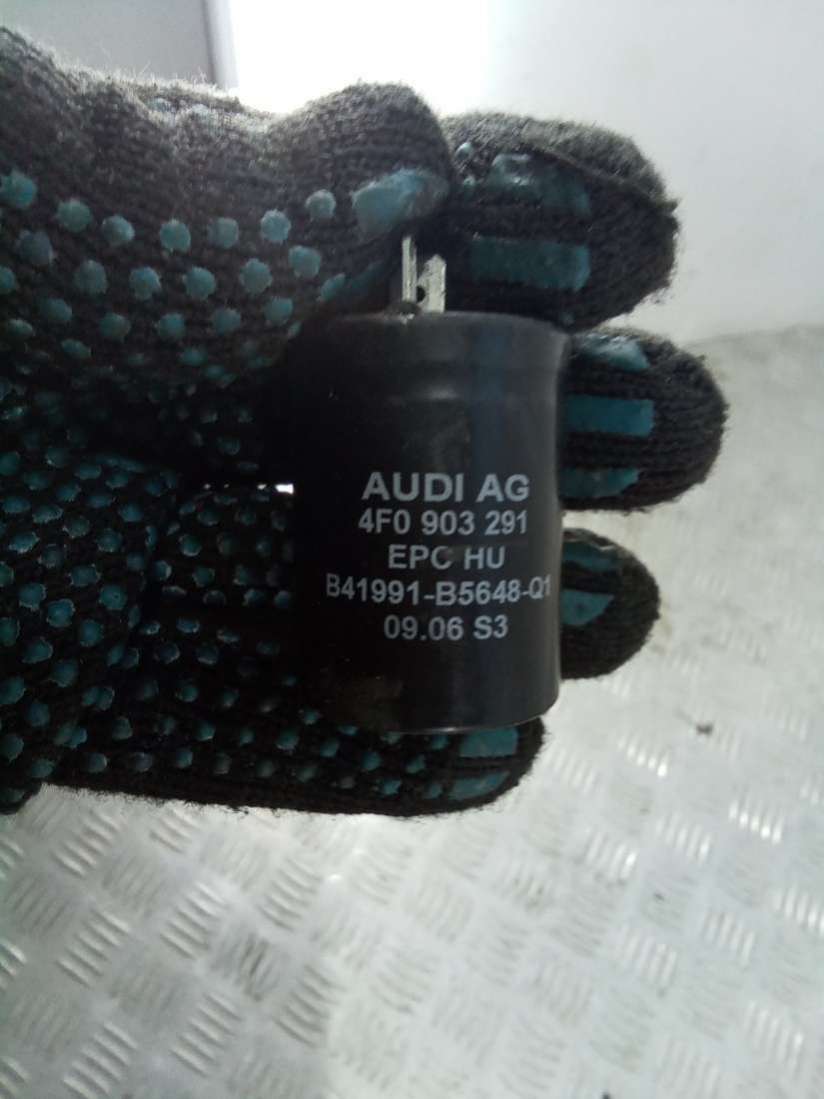 AUDI AG
4F0 903 291
EPC HU
B41991-B5648-Q1
09.06 S3